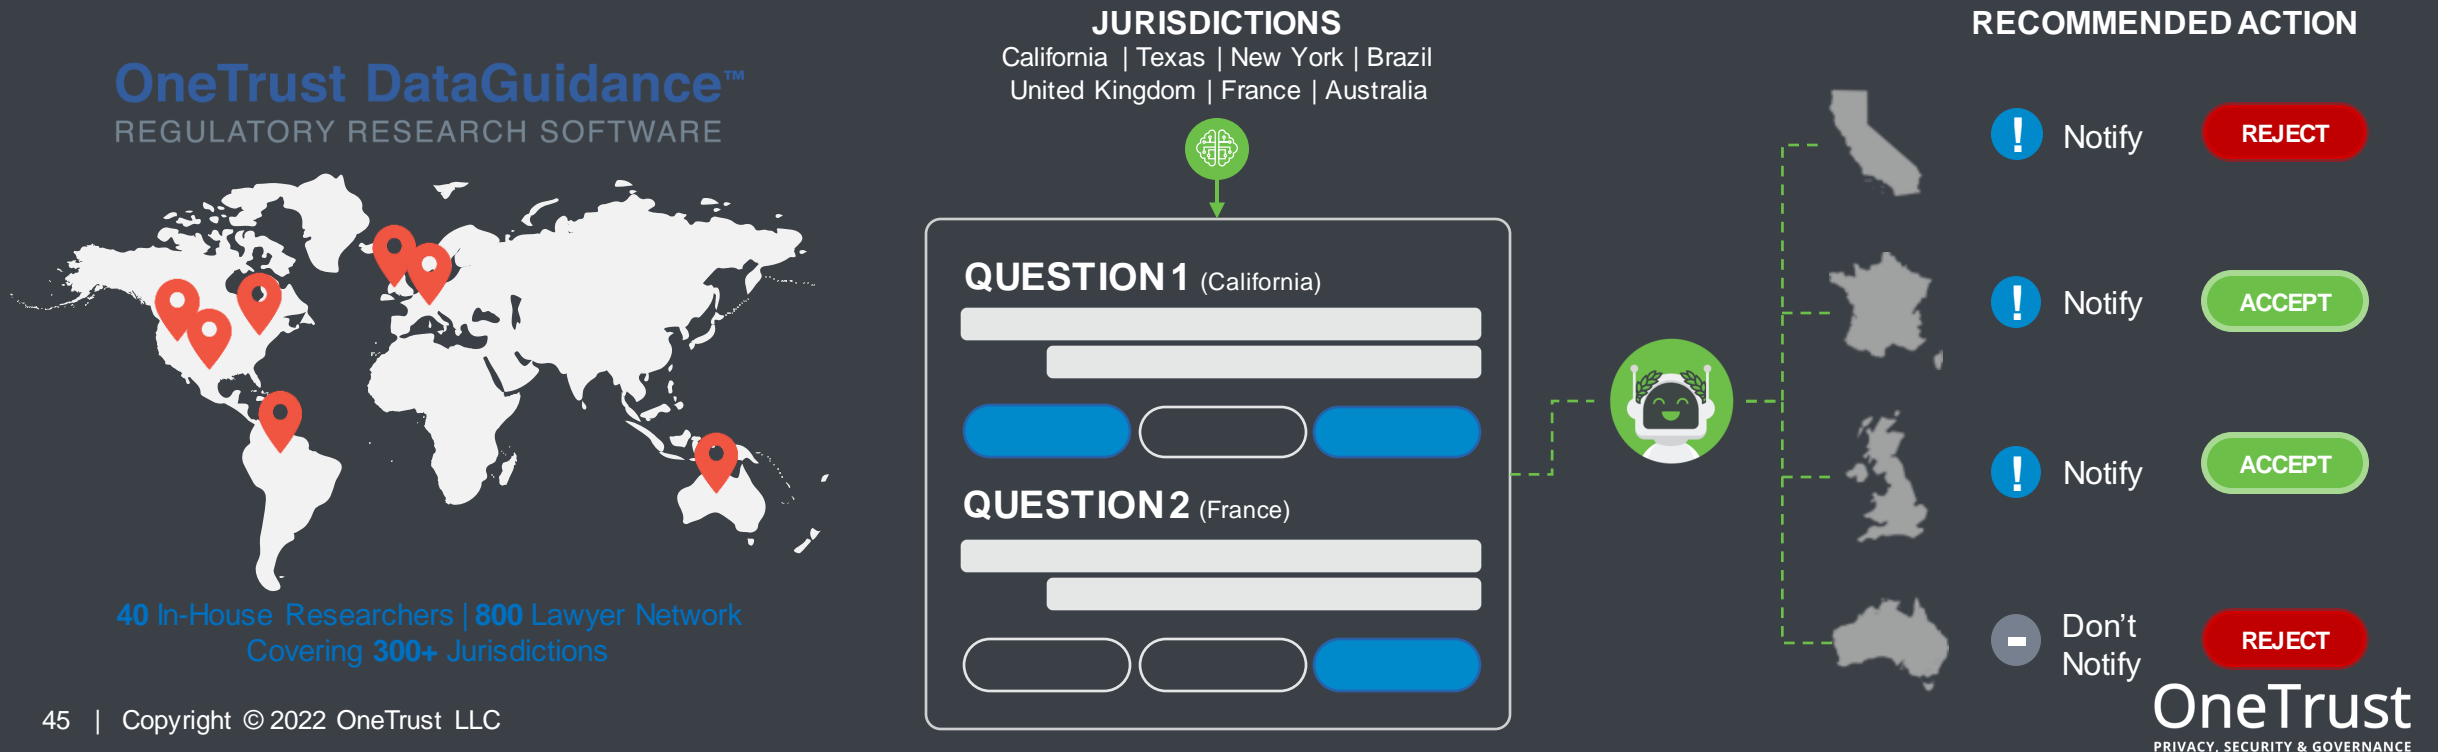 OneTrust DataGuidance™
REGULATORY RESEARCH SOFTWARE
40 In-House Researchers | 800 Lawyer Network
Covering 300+ Jurisdictions
JURISDICTIONS
California | Texas | New York | Brazil
United Kingdom | France | Australia
QUESTION 1 (California)
QUESTION 2 (France)
RECOMMENDED ACTION
! Notify REJECT
! Notify ACCEPT
! Notify ACCEPT
Don't
Notify
REJECT
45 | Copyright © 2022 OneTrust LLC
OneTrust
PRIVACY, SECURITY & GOVERNANCE